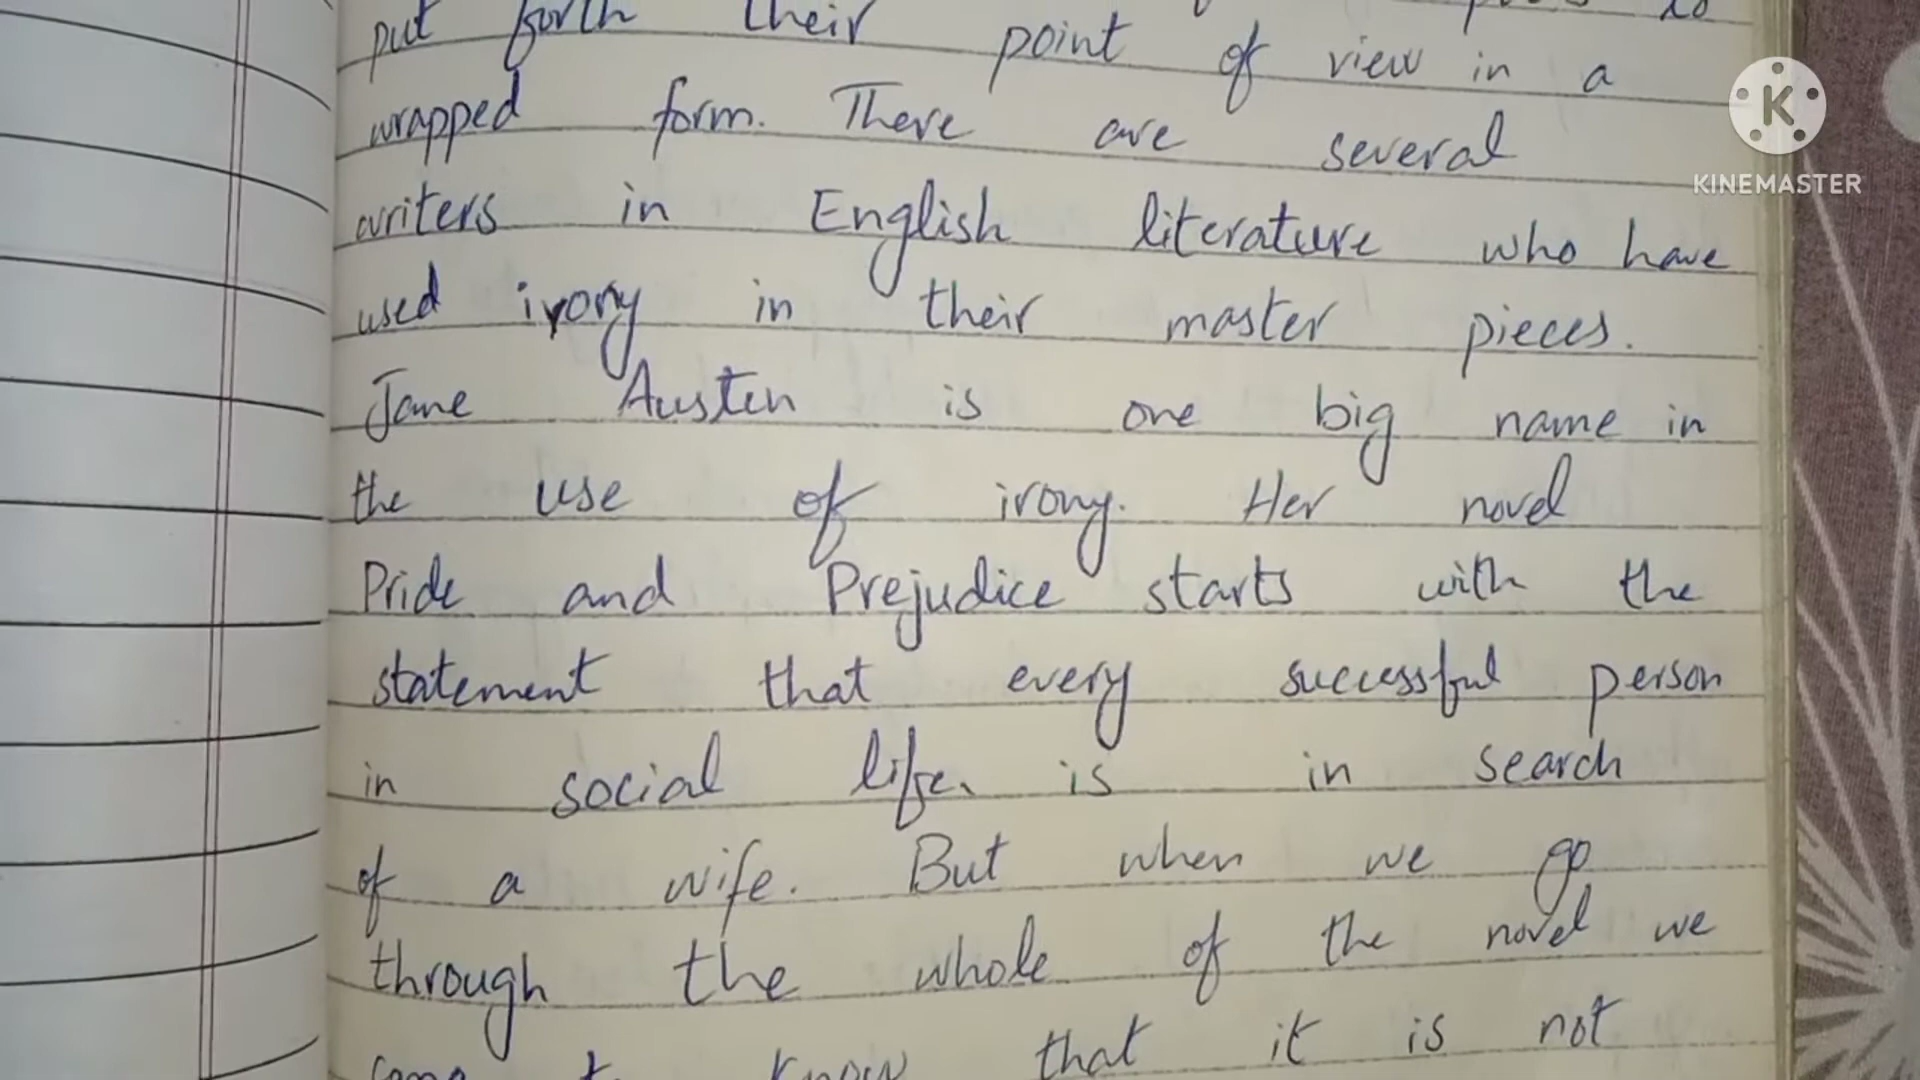 put forth their point of view in a
wrapped form. There are several
writers in English literature who have
used irony in their master pieces.
Jane Austen is one big name in
the use of irony. Her novel
Pride and Prejudice starts with the
statement that every successful person
in social life is in search
of a wife. But when we go
through the whole of the novel we
come to know that it is not
K
KINEMASTER